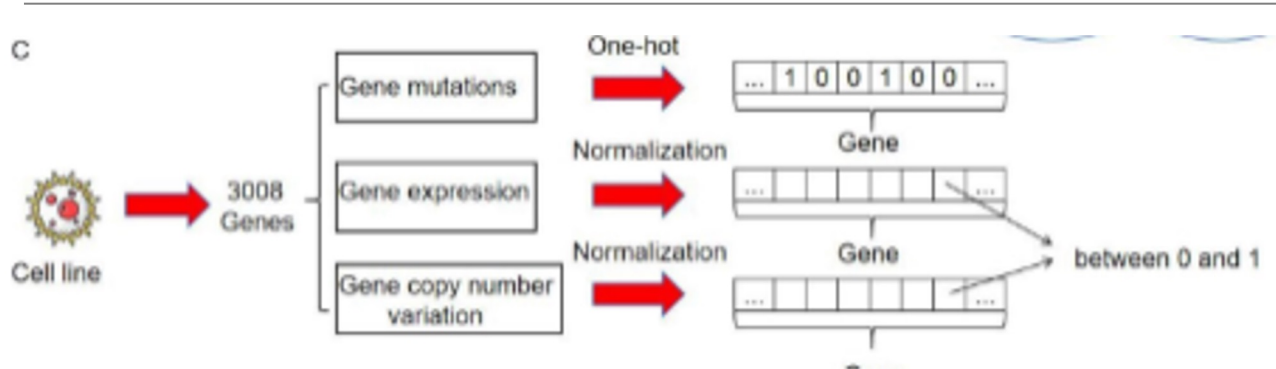 C
One-hot
Gene mutations
... 1 0 0 1 0 0 ...
Gene
Normalization
3008
Genes
Gene expression
... ...
Gene
Cell line
Normalization
between 0 and 1
Gene copy number
variation
... ...